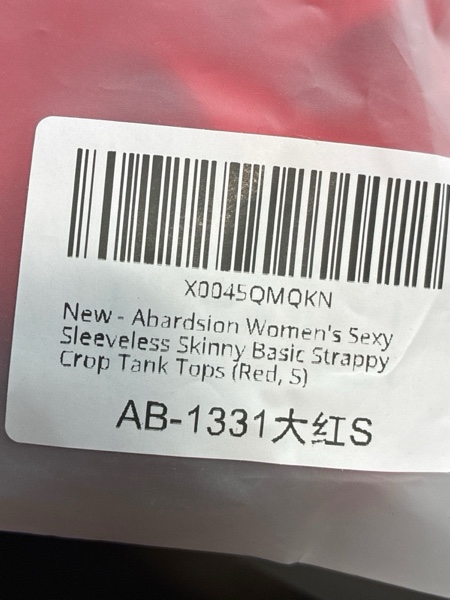 X0045QMQKN
New - Abardsion Women's Sexy
Sleeveless Skinny Basic Strappy
Crop Tank Tops (Red, S)
AB-1331大红S